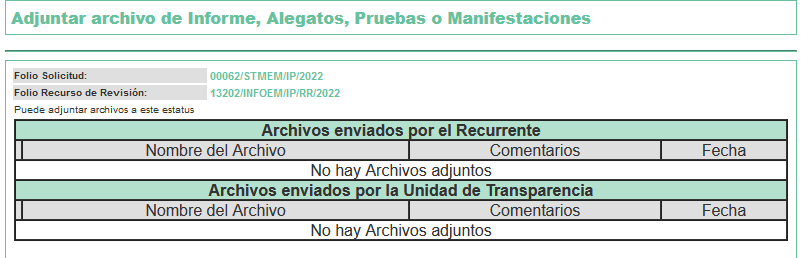 Adjuntar archivo de Informe, Alegatos, Pruebas o Manifestaciones
Folio Solicitud: 00062/STMEM/IP/2022
Folio Recurso de Revisión: 13202/INFOEM/IP/RR/2022
Puede adjuntar archivos a este estatus
Archivos enviados por el Recurrente
Nombre del Archivo Comentarios Fecha
No hay Archivos adjuntos
Archivos enviados por la Unidad de Transparencia
Nombre del Archivo Comentarios Fecha
No hay Archivos adjuntos